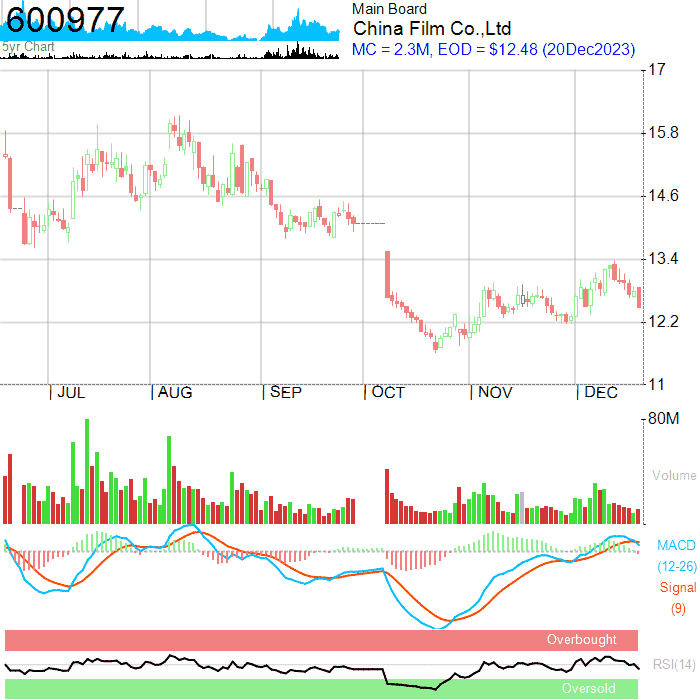 600977
5yr Chart
Main Board
China Film Co.,Ltd
MC = 2.3M, EOD = $12.48 (20Dec2023)
17
15.8
14.6
13.4
12.2
11
JUL AUG SEP OCT NOV DEC
80M
Volume
MACD
(12-26)
Signal
(9)
Overbought
RSI(14)
Oversold